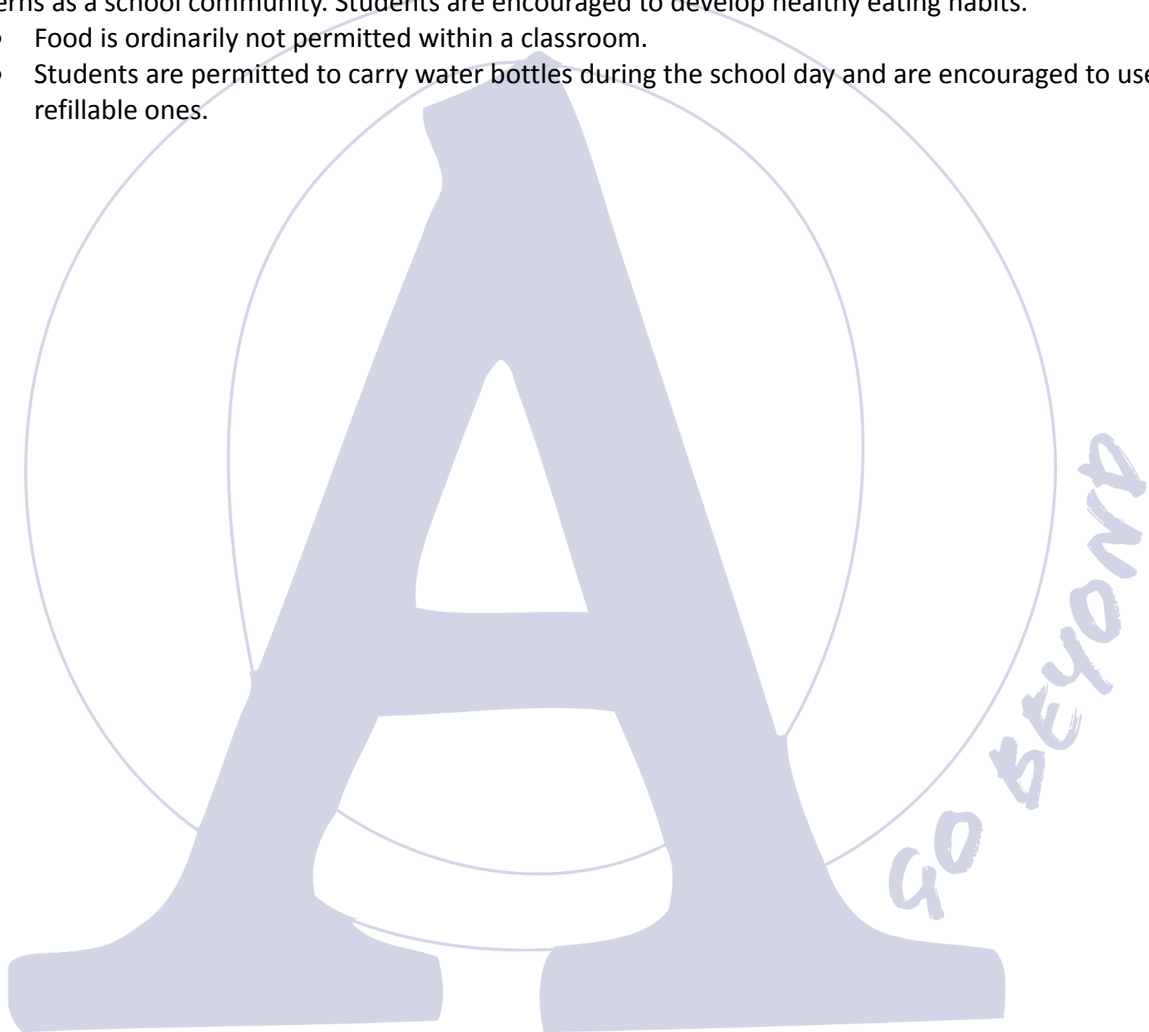 erns as a school community. Students are encouraged to develop healthy eating habits.
• Food is ordinarily not permitted within a classroom.
• Students are permitted to carry water bottles during the school day and are encouraged to use
refillable ones.
A
GO BEYOND